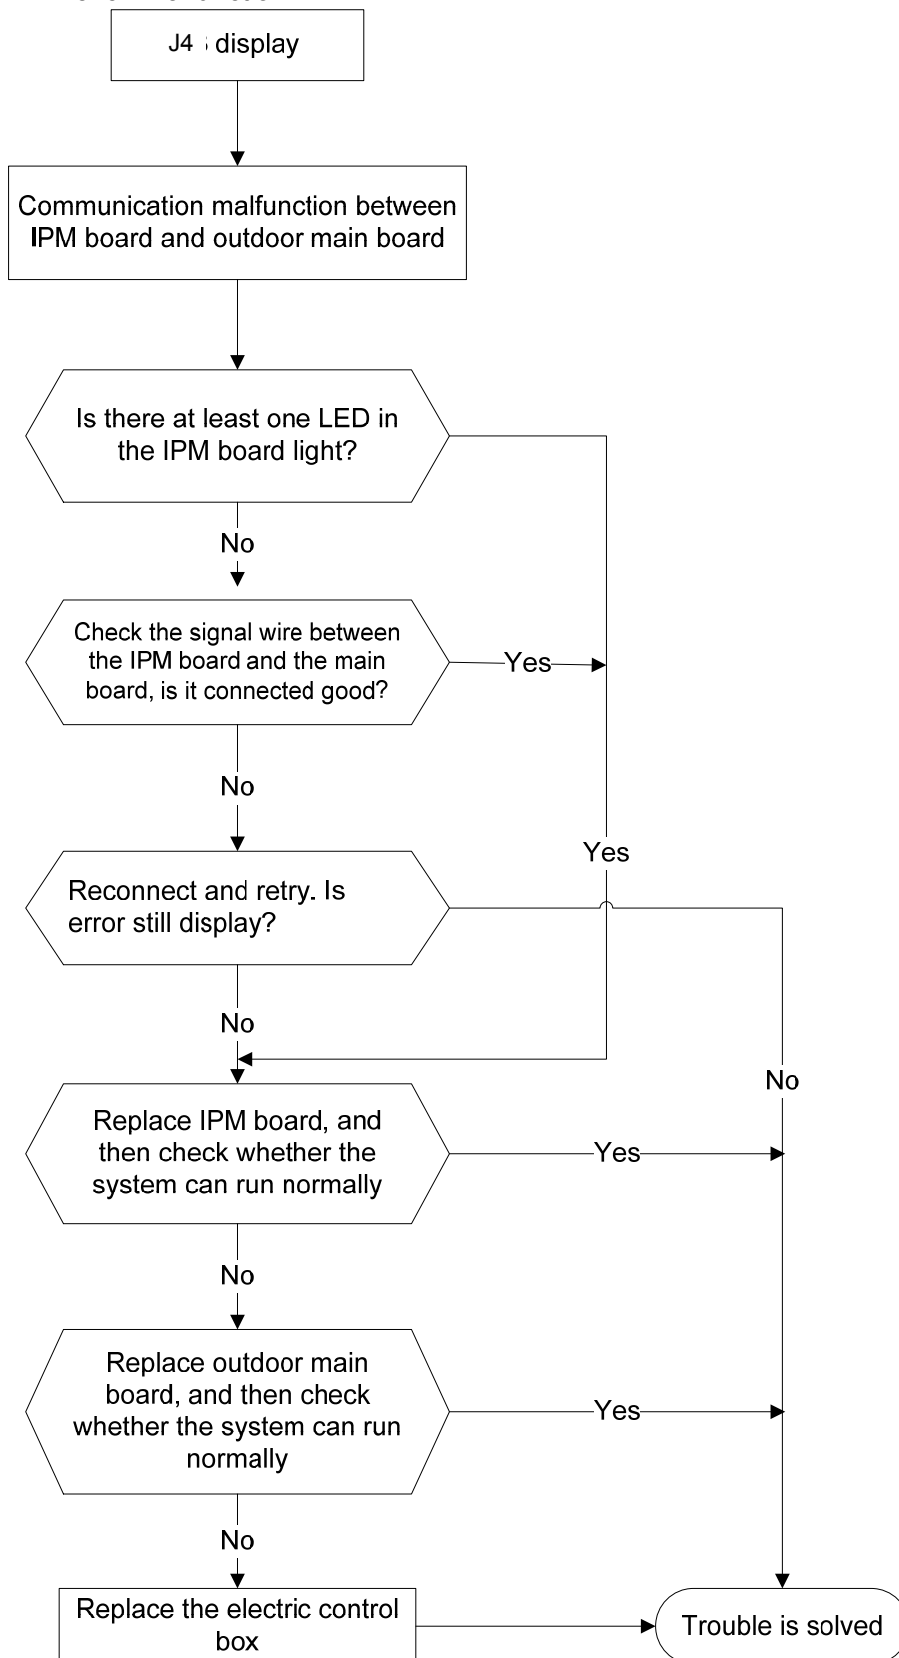 J4 display
Communication malfunction between
IPM board and outdoor main board
Is there at least one LED in
the IPM board light?
No
Check the signal wire between
the IPM board and the main
board, is it connected good?
Yes
No
Yes
Reconnect and retry. Is
error still display?
No
No
Replace IPM board, and
then check whether the
system can run normally
Yes
No
Replace outdoor main
board, and then check
whether the system can run
normally
Yes
No
Replace the electric control
box
Trouble is solved